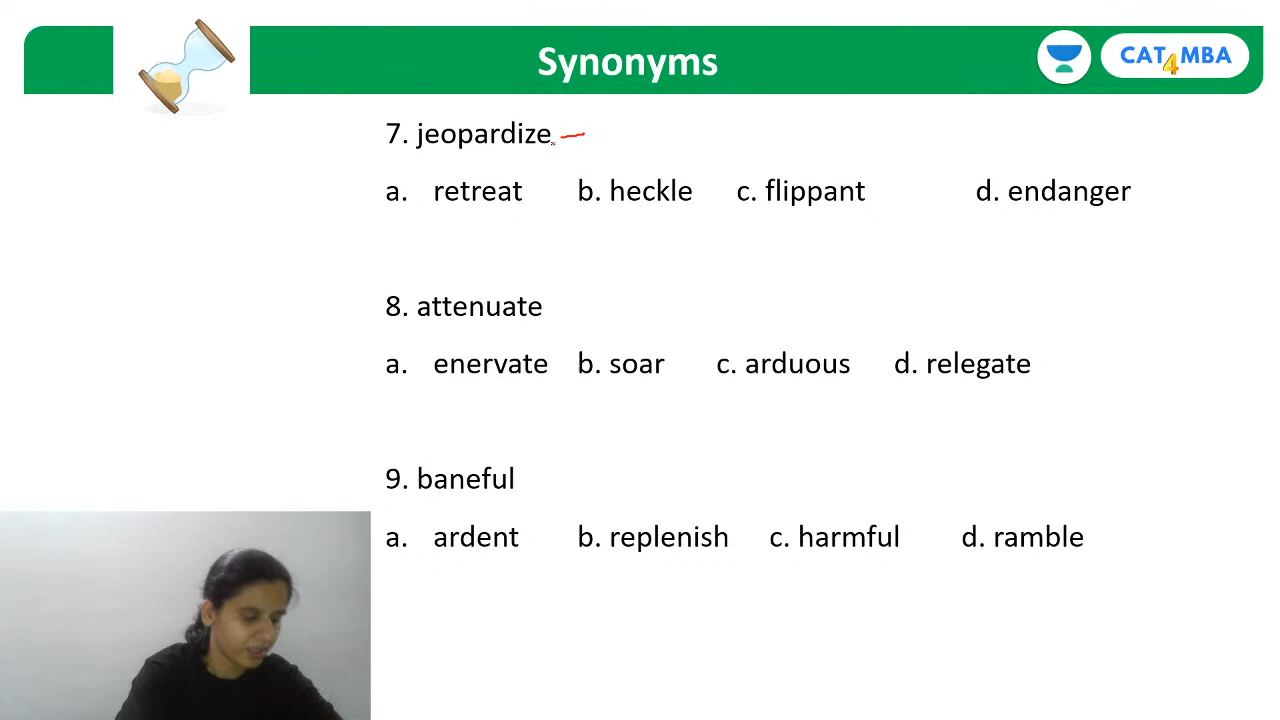 Synonyms
CAT4MBA
7. jeopardize
a. retreat b. heckle c. flippant d. endanger
8. attenuate
a. enervate b. soar c. arduous d. relegate
9. baneful
a. ardent b. replenish c. harmful d. ramble